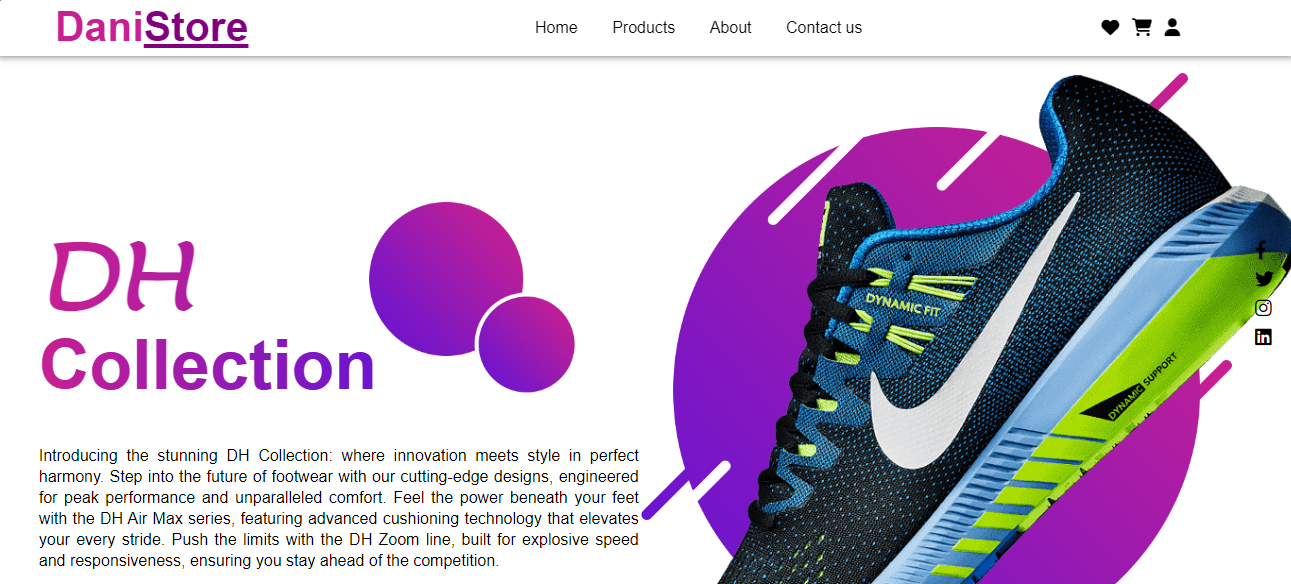 DaniStore
Home Products About Contact us
DH
Collection
DYNAMIC FIT
DYNAMIC SUPPORT
Introducing the stunning DH Collection: where innovation meets style in perfect
harmony. Step into the future of footwear with our cutting-edge designs, engineered
for peak performance and unparalleled comfort. Feel the power beneath your feet
with the DH Air Max series, featuring advanced cushioning technology that elevates
your every stride. Push the limits with the DH Zoom line, built for explosive speed
and responsiveness, ensuring you stay ahead of the competition.